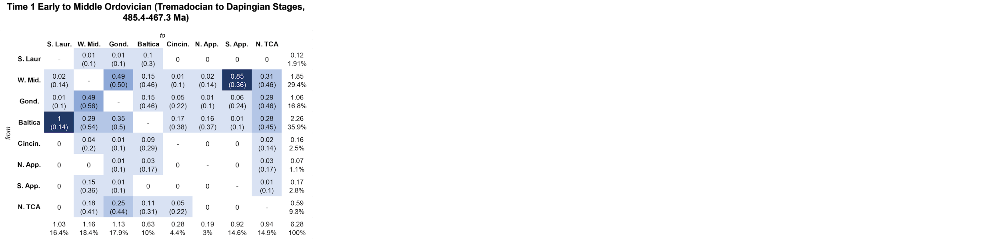 Time 1 Early to Middle Ordovician (Tremadocian to Dapingian Stages,
485.4-467.3 Ma)
to
S. Laur. W. Mid. Gond. Baltica Cincin. N. App. S. App. N. TCA
S. Laur - 0.01 0.01 0.1 0 0 0 0 0.12
(0.1) (0.1) (0.3) 1.91%
W. Mid. 0.02 - 0.49 0.15 0.01 0.02 0.85 0.31 1.85
(0.14) (0.50) (0.46) (0.1) (0.14) (0.36) (0.46) 29.4%
Gond. 0.01 0.49 - 0.15 0.05 0.01 0.06 0.29 1.06
(0.1) (0.56) (0.46) (0.22) (0.1) (0.24) (0.46) 16.8%
Baltica 1 0.29 0.35 - 0.17 0.16 0.01 0.28 2.26
(0.14) (0.54) (0.5) (0.38) (0.37) (0.1) (0.45) 35.9%
from
Cincin. 0 0.04 0.01 0.09 - 0 0 0.02 0.16
(0.2) (0.1) (0.29) (0.14) 2.5%
N. App. 0 0 0.01 0.03 0 - 0 0.03 0.07
(0.1) (0.17) (0.17) 1.1%
S. App. 0 0.15 0.01 0 0 0 - 0.01 0.17
(0.36) (0.1) (0.1) 2.8%
N. TCA 0 0.18 0.25 0.11 0.05 0 0 - 0.59
(0.41) (0.44) (0.31) (0.22) 9.3%
1.03 1.16 1.13 0.63 0.28 0.19 0.92 0.94 6.28
16.4% 18.4% 17.9% 10% 4.4% 3% 14.6% 14.9% 100%